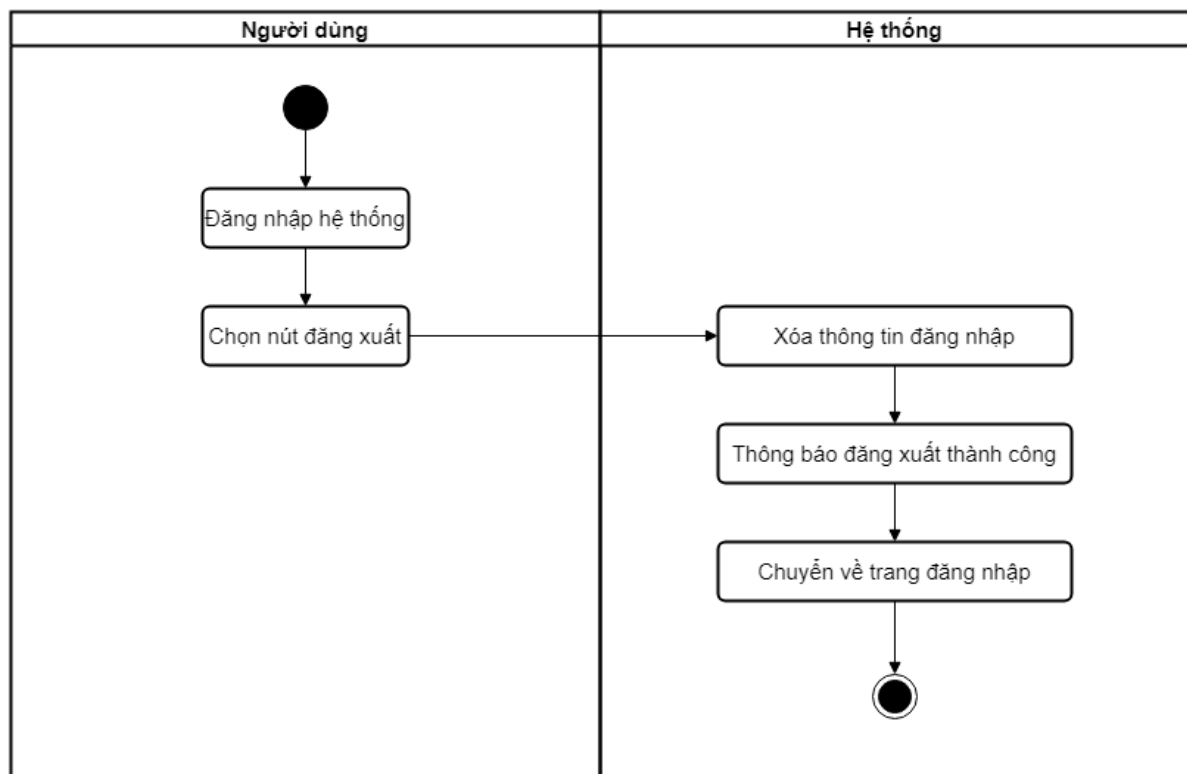 Người dùng
Hệ thống
Đăng nhập hệ thống
Chọn nút đăng xuất
Xóa thông tin đăng nhập
Thông báo đăng xuất thành công
Chuyển về trang đăng nhập